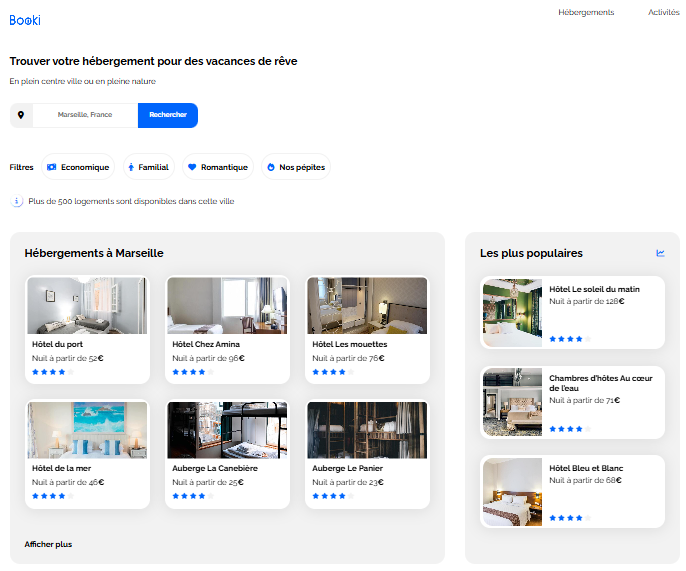 Booki
Hébergements
Activités
Trouver votre hébergement pour des vacances de rêve
En plein centre ville ou en pleine nature
Marseille, France
Rechercher
Filtres
Economique
Familial
Romantique
Nos pépites
Plus de 500 logements sont disponibles dans cette ville
Hébergements à Marseille
Hôtel du port
Nuit à partir de 52€
Hôtel Chez Amina
Nuit à partir de 96€
Hôtel Les mouettes
Nuit à partir de 76€
Hôtel de la mer
Nuit à partir de 46€
Auberge La Canebière
Nuit à partir de 25€
Auberge Le Panier
Nuit à partir de 23€
Afficher plus
Les plus populaires
Hôtel Le soleil du matin
Nuit à partir de 128€
Chambres d'hôtes Au cœur
de l'eau
Nuit à partir de 71€
Hôtel Bleu et Blanc
Nuit à partir de 68€